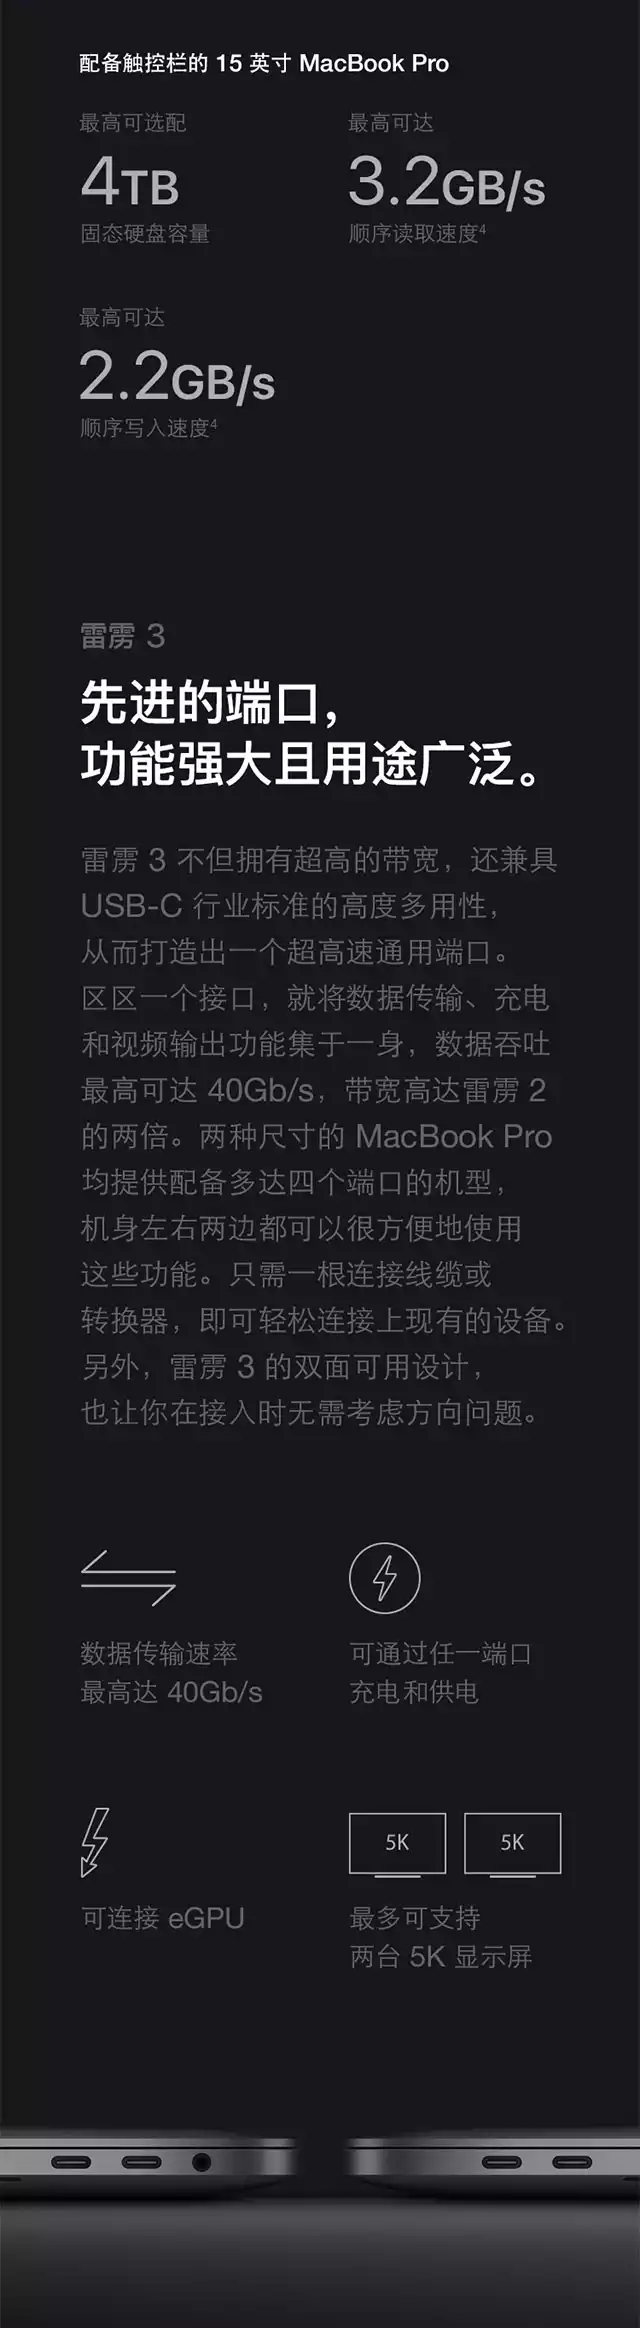 配备触控栏的 15 英寸 MacBook Pro
最高可选配
4TB
固态硬盘容量
最高可达
3.2GB/s
顺序读取速度4
最高可达
2.2GB/s
顺序写入速度4
雷雳 3
先进的端口，
功能强大且用途广泛。
雷雳 3 不但拥有超高的带宽，还兼具
USB-C 行业标准的高度多用性，
从而打造出一个超高速通用端口。
区区一个接口，就将数据传输、充电
和视频输出功能集于一身，数据吞吐
最高可达 40Gb/s，带宽高达雷雳 2
的两倍。两种尺寸的 MacBook Pro
均提供配备多达四个端口的机型，
机身左右两边都可以很方便地使用
这些功能。只需一根连接线缆或
转换器，即可轻松连接上现有的设备。
另外，雷雳 3 的双面可用设计，
也让你在接入时无需考虑方向问题。
数据传输速率
最高达 40Gb/s
可通过任一端口
充电和供电
可连接 eGPU
5K
5K
最多可支持
两台 5K 显示屏